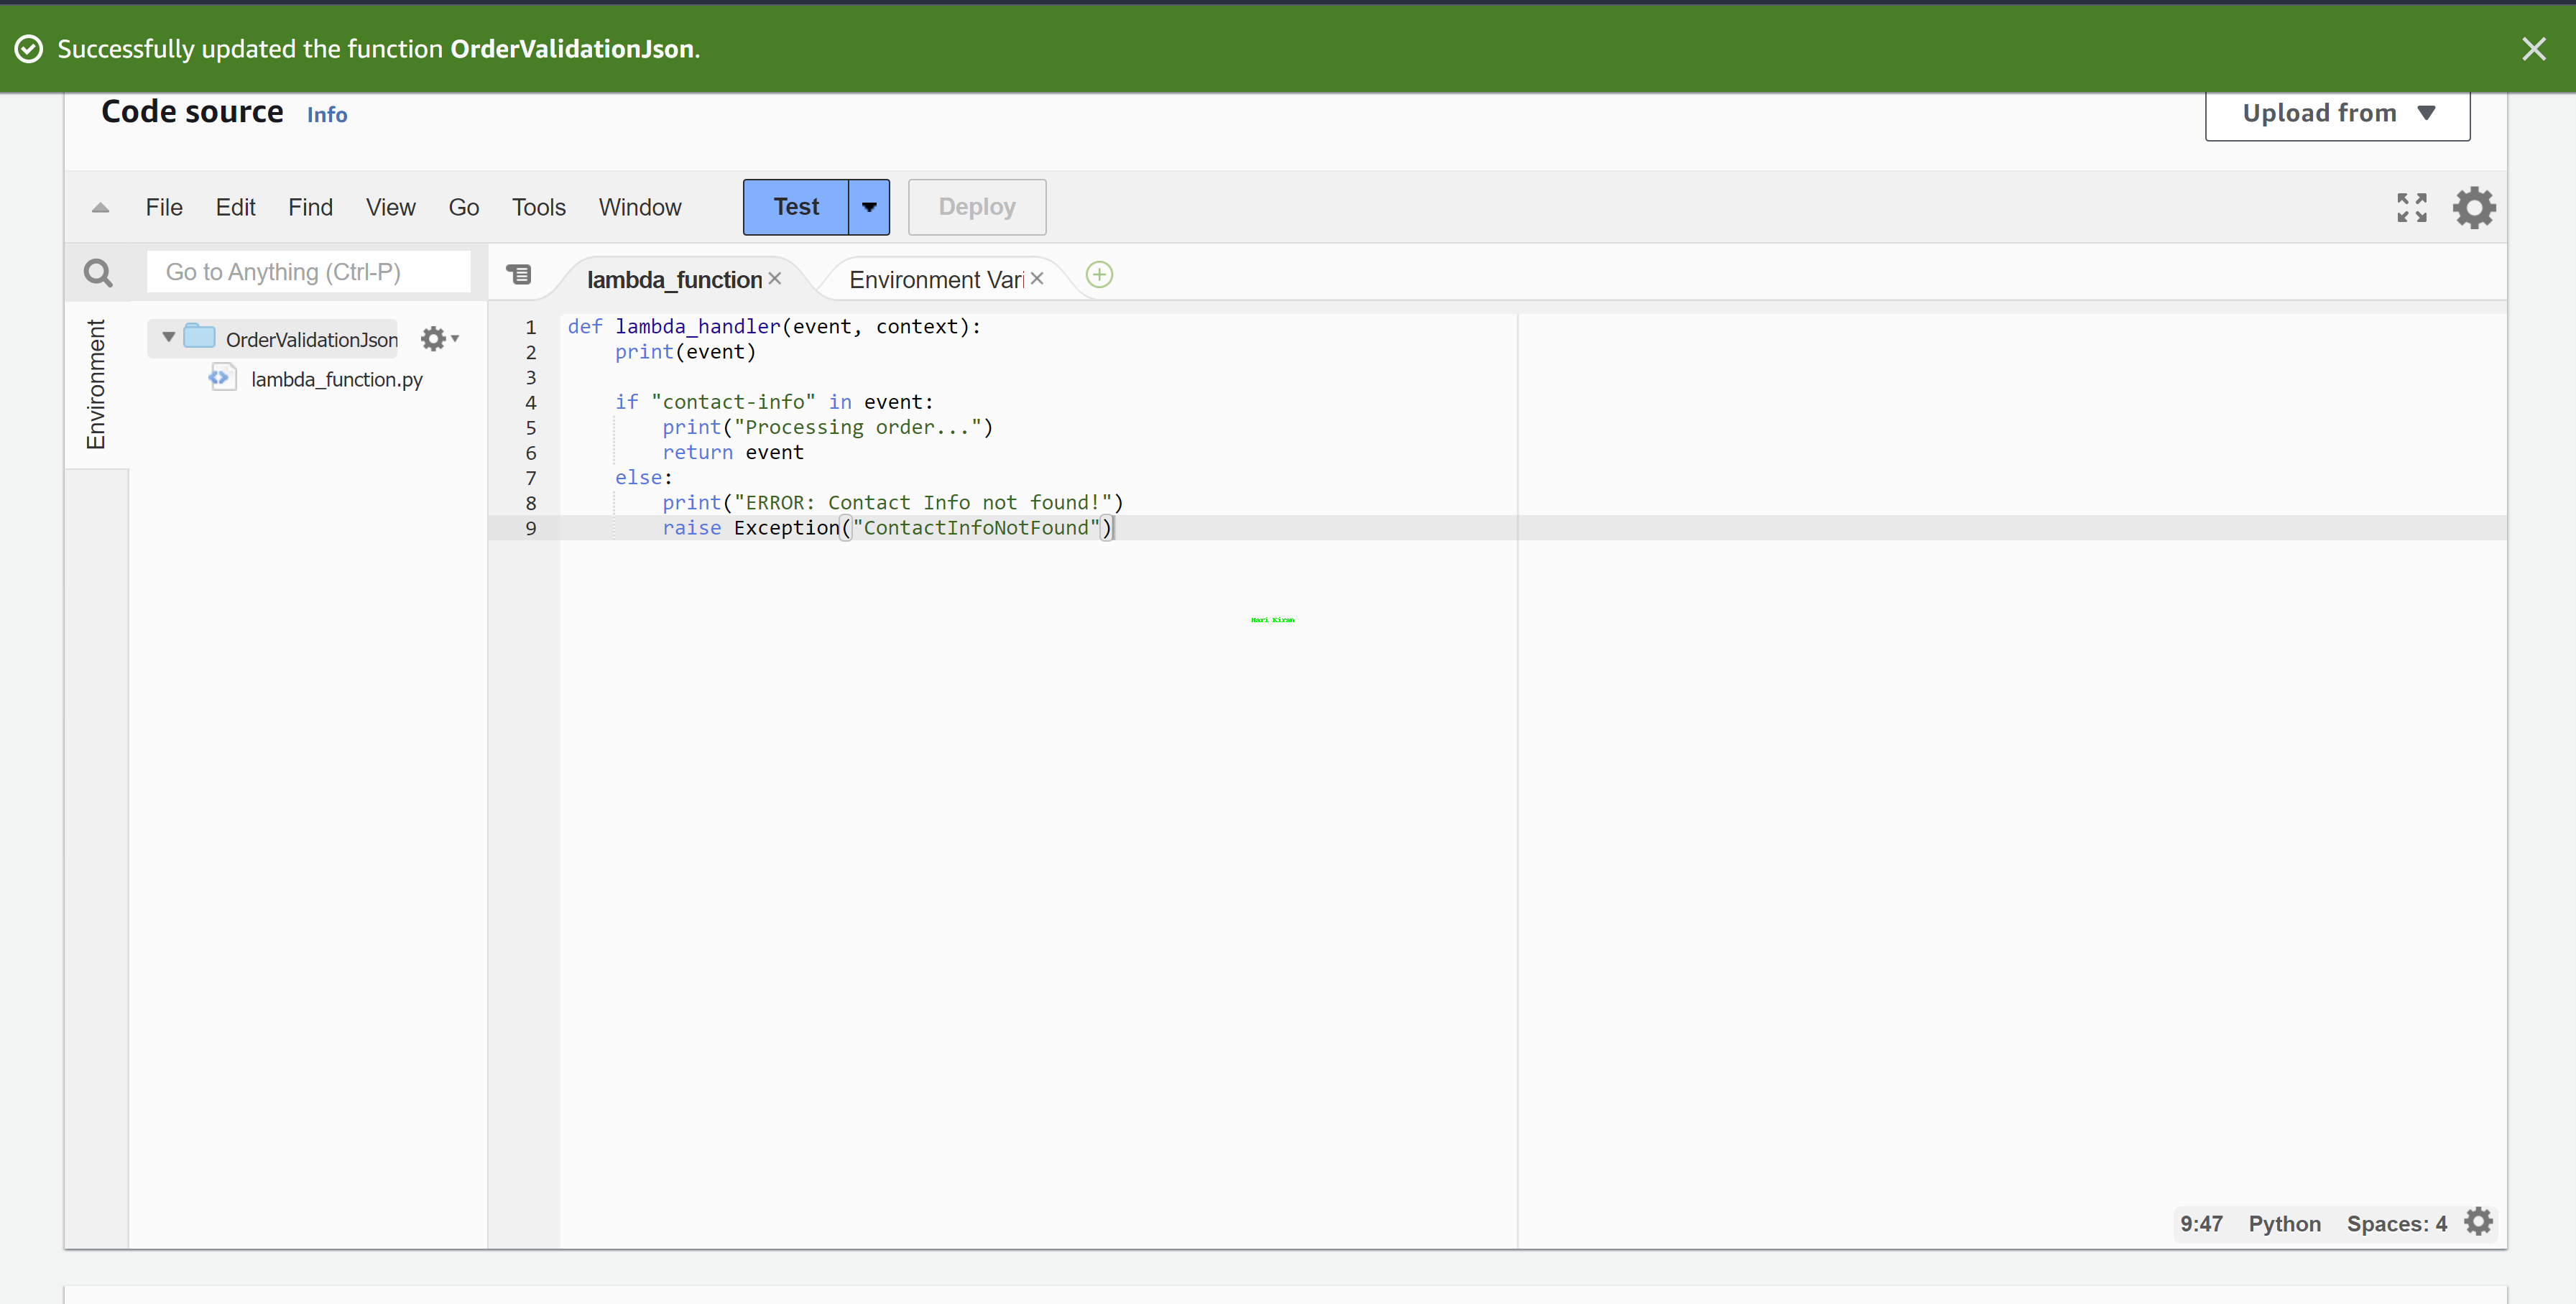 Successfully updated the function OrderValidationJson.
Code source Info
Upload from
File Edit Find View Go Tools Window Test Deploy
Go to Anything (Ctrl-P)
lambda_function Environment Vari
Environment
OrderValidationJson
lambda_function.py
1 def lambda_handler(event, context):
2 print(event)
3
4 if "contact-info" in event:
5 print("Processing order...")
6 return event
7 else:
8 print("ERROR: Contact Info not found!")
9 raise Exception("ContactInfoNotFound")
9:47 Python Spaces: 4